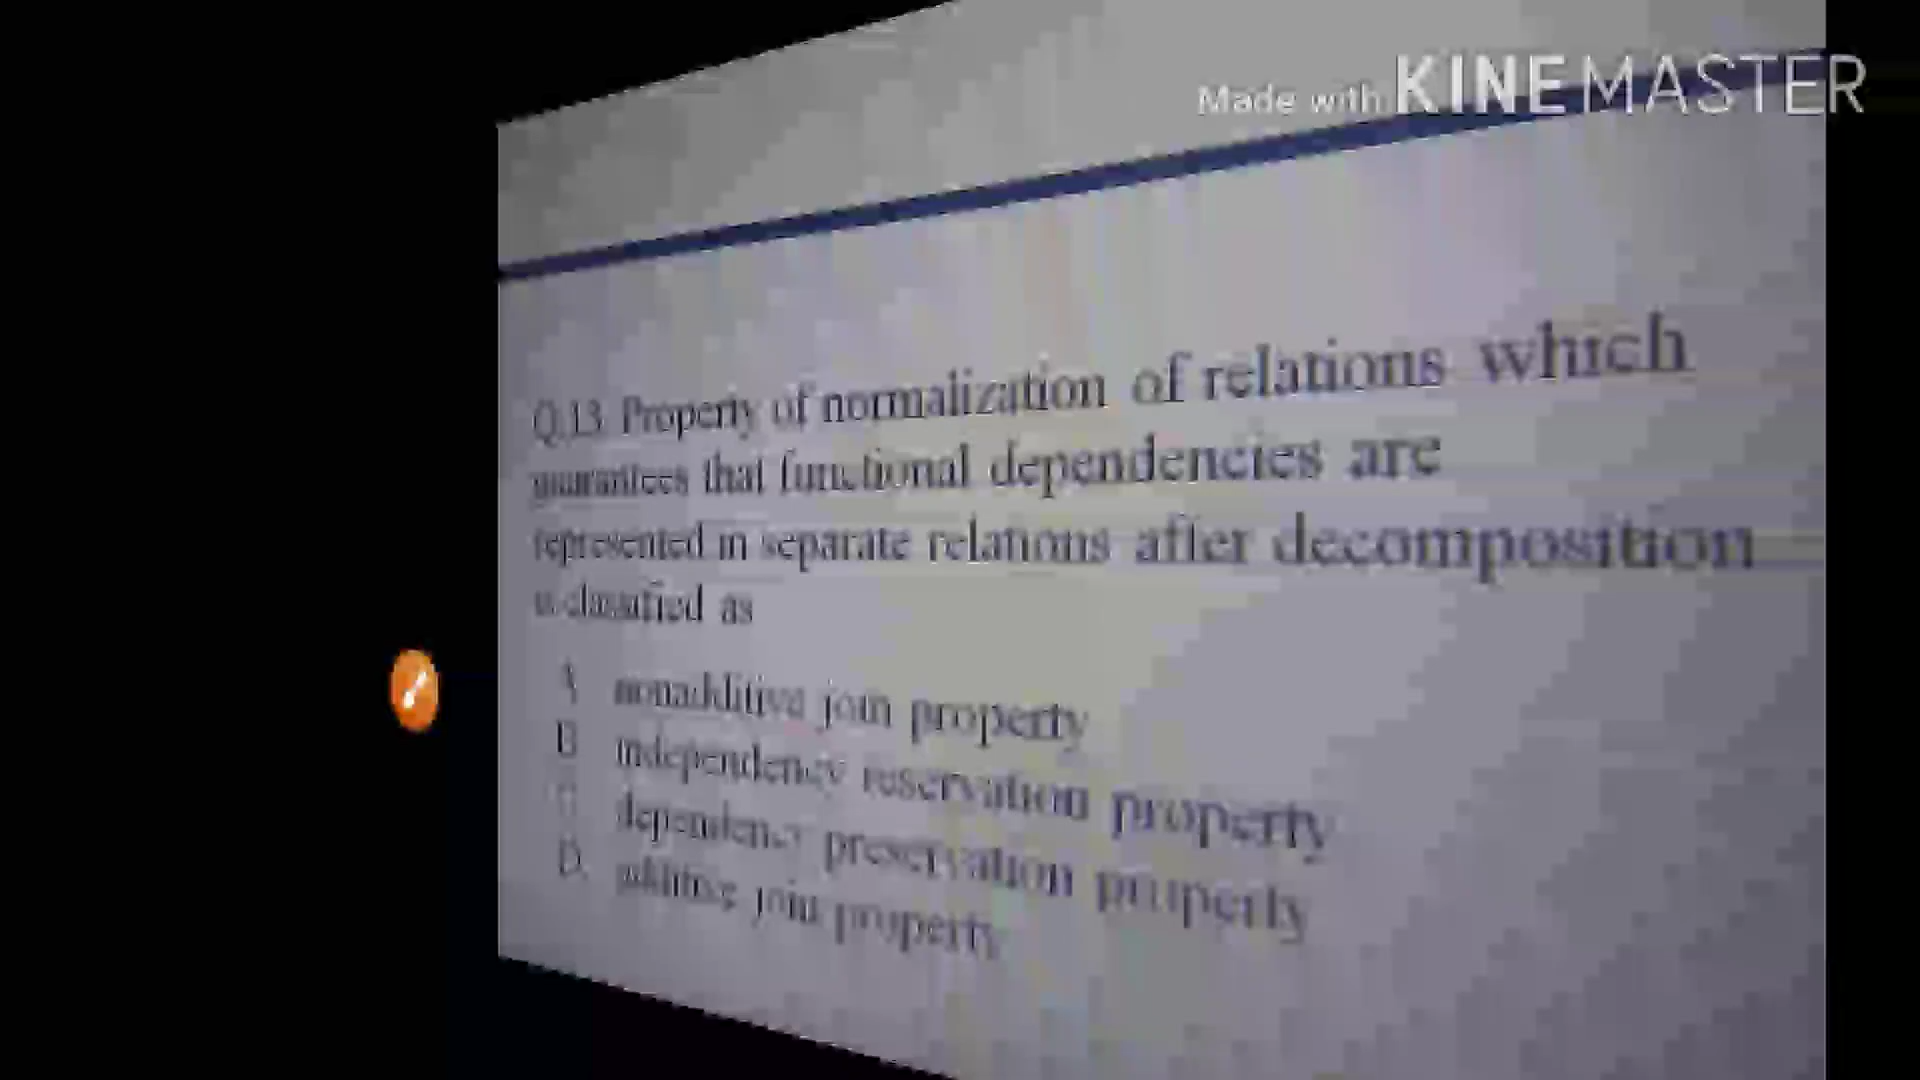 Made with KINEMASTER
Q.13 Property of normalization of relations which
guarantees that functional dependencies are
represented in separate relations after decomposition
is classified as
A nonadditive join property
B independency reservation property
C dependency preservation property
D. additive join property